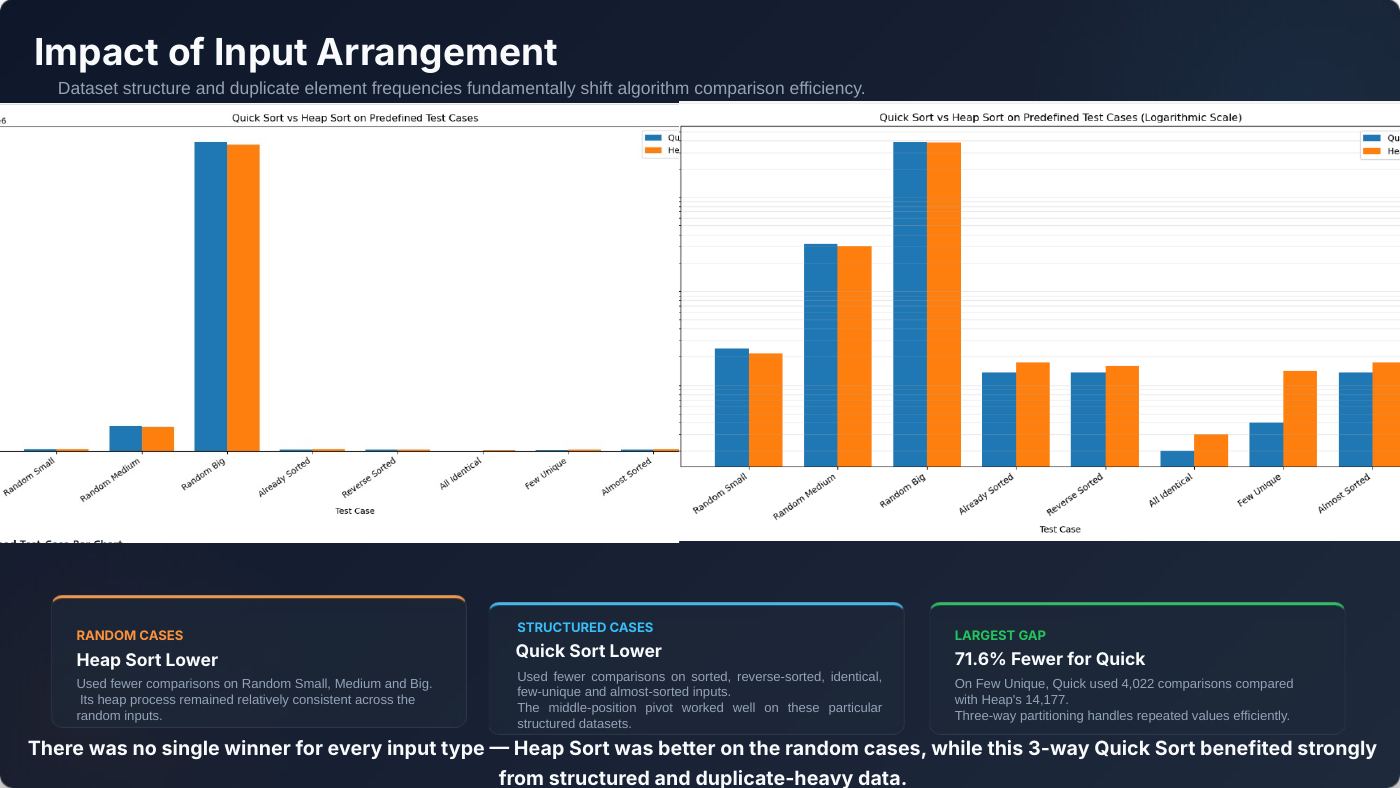 Impact of Input Arrangement
Dataset structure and duplicate element frequencies fundamentally shift algorithm comparison efficiency.
Quick Sort vs Heap Sort on Predefined Test Cases
Qu
He
Random Small
Random Medium
Random Big
Already Sorted
Reverse Sorted
All Identical
Few Unique
Almost Sorted
Test Case
Quick Sort vs Heap Sort on Predefined Test Cases (Logarithmic Scale)
Qu
He
Random Small
Random Medium
Random Big
Already Sorted
Reverse Sorted
All Identical
Few Unique
Almost Sorted
Test Case
RANDOM CASES
Heap Sort Lower
Used fewer comparisons on Random Small, Medium and Big.
Its heap process remained relatively consistent across the
random inputs.
STRUCTURED CASES
Quick Sort Lower
Used fewer comparisons on sorted, reverse-sorted, identical,
few-unique and almost-sorted inputs.
The middle-position pivot worked well on these particular
structured datasets.
LARGEST GAP
71.6% Fewer for Quick
On Few Unique, Quick used 4,022 comparisons compared
with Heap's 14,177.
Three-way partitioning handles repeated values efficiently.
There was no single winner for every input type — Heap Sort was better on the random cases, while this 3-way Quick Sort benefited strongly
from structured and duplicate-heavy data.